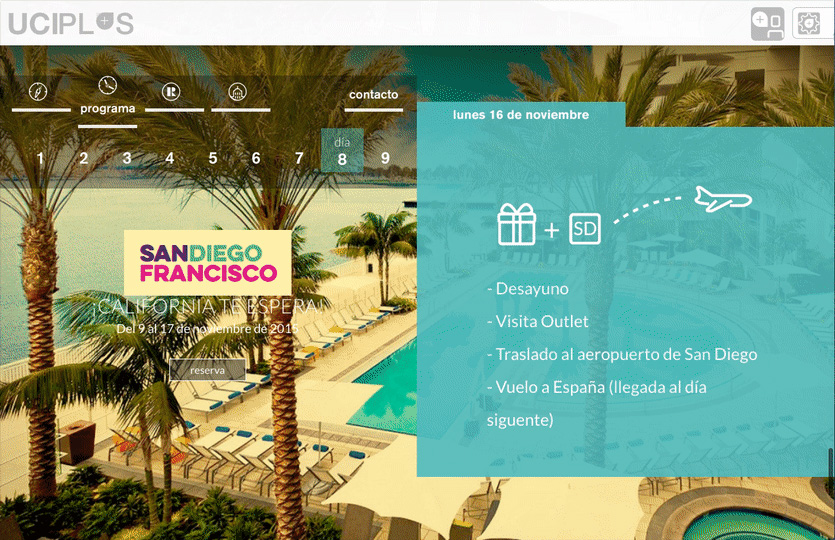 UCIPLUS
programa
contacto
1 2 3 4 5 6 7 día 8 9
SANDIEGO
FRANCISCO
¡CALIFORNIA TE ESPERA!
Del 9 al 17 de noviembre de 2015
reserva
lunes 16 de noviembre
+ SD
- Desayuno
- Visita Outlet
- Traslado al aeropuerto de San Diego
- Vuelo a España (llegada al día
siguente)